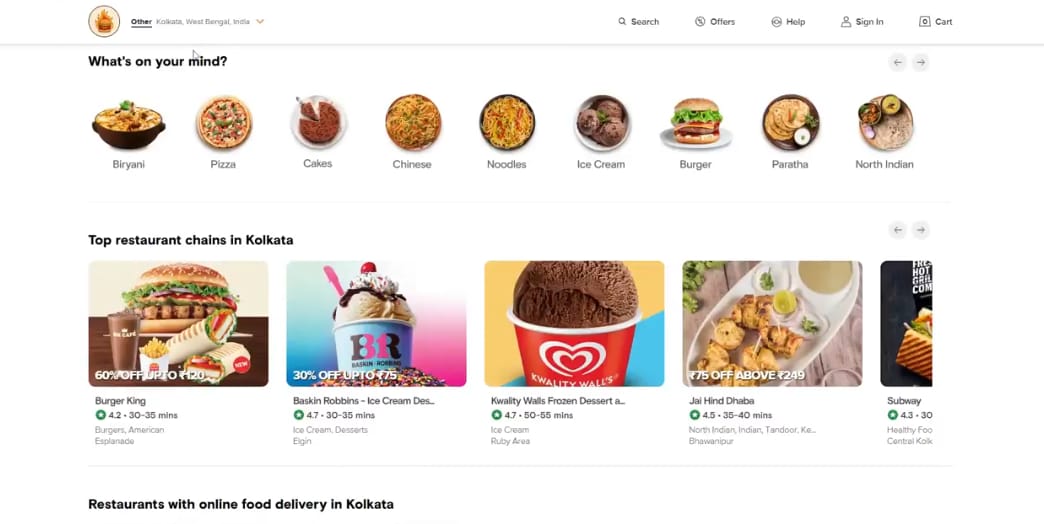 Other Kolkata, West Bengal, India
Search
Offers
Help
Sign In
0
Cart
What's on your mind?
Biryani
Pizza
Cakes
Chinese
Noodles
Ice Cream
Burger
Paratha
North Indian
Top restaurant chains in Kolkata
60% OFF UPTO ₹120
30% OFF UPTO ₹75
BR
BASKIN ROBBINS
KWALITY WALL'S
₹75 OFF ABOVE ₹249
HOT
NEW
Burger King
4.2 • 30-35 mins
Burgers, American
Esplanade
Baskin Robbins - Ice Cream Des...
4.7 • 30-35 mins
Ice Cream, Desserts
Elgin
Kwality Walls Frozen Dessert a...
4.7 • 50-55 mins
Ice Cream
Ruby Area
Jai Hind Dhaba
4.5 • 35-40 mins
North Indian, Indian, Tandoor, Ke...
Bhawanipur
Subway
4.3 • 30
Healthy Foo
Central Kolk
Restaurants with online food delivery in Kolkata